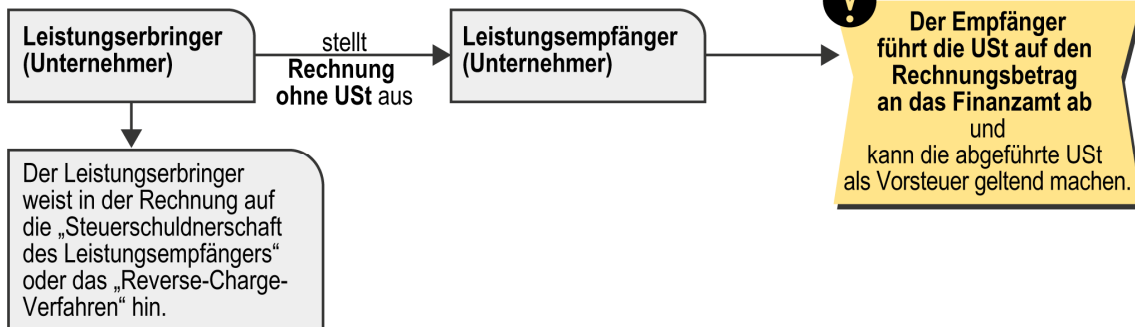 Leistungserbringer
(Unternehmer)
stellt
Rechnung
ohne USt aus
Leistungsempfänger
(Unternehmer)
Der Empfänger
führt die USt auf den
Rechnungsbetrag
an das Finanzamt ab
und
kann die abgeführte USt
als Vorsteuer geltend machen.
Der Leistungserbringer
weist in der Rechnung auf
die „Steuerschuldnerschaft
des Leistungsempfängers“
oder das „Reverse-Charge-
Verfahren“ hin.